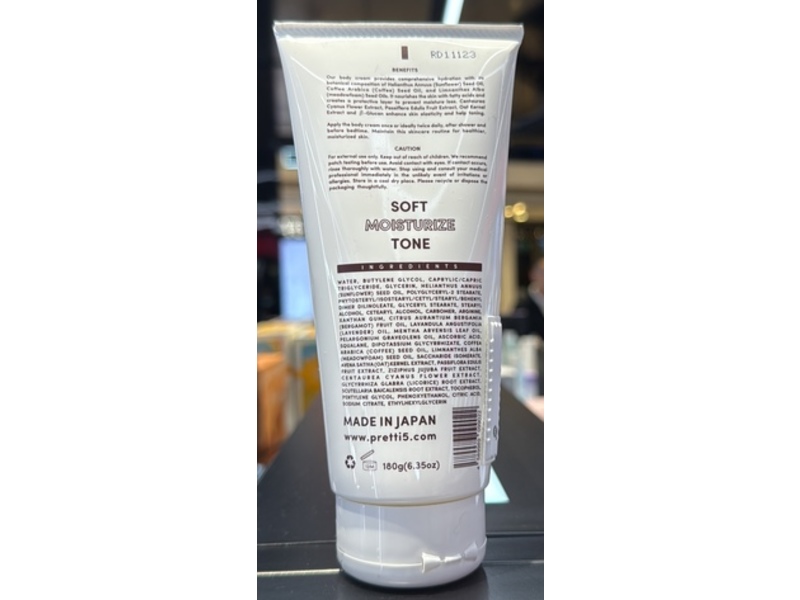 RD11123
BENEFITS
Our body cream provides comprehensive hydration with its
botanical composition of Helianthus Annuus (Sunflower) Seed Oil,
Coffea Arabica (Coffee) Seed Oil, and Limnanthes Alba
(meadowfoam) Seed Oils. It nourishes the skin with fatty acids and
creates a protective layer to prevent moisture loss. Centaurea
Cyanus Flower Extract, Passiflora Edulis Fruit Extract, Oat Kernel
Extract and β-Glucan enhance skin elasticity and help toning.
Apply the body cream once or ideally twice daily, after shower and
before bedtime. Maintain this skincare routine for healthier,
moisturized skin.
CAUTION
For external use only. Keep out of reach of children. We recommend
patch testing before use. Avoid contact with eyes. If contact occurs,
rinse thoroughly with water. Stop using and consult your medical
professional immediately in the unlikely event of irritations or
allergies. Store in a cool dry place. Please recycle or dispose the
packaging thoughtfully.
SOFT
MOISTURIZE
TONE
INGREDIENTS
WATER, BUTYLENE GLYCOL, CAPRYLIC/CAPRIC
TRIGLYCERIDE, GLYCERIN, HELIANTHUS ANNUUS
(SUNFLOWER) SEED OIL, POLYGLYCERYL-2 STEARATE,
PHYTOSTERYL/ISOSTEARYL/CETYL/STEARYL/BEHENYL
DIMER DILINOLEATE, GLYCERYL STEARATE, STEARYL
ALCOHOL, CETEARYL ALCOHOL, CARBOMER, ARGININE,
XANTHAN GUM, CITRUS AURANTIUM BERGAMIA
(BERGAMOT) FRUIT OIL, LAVANDULA ANGUSTIFOLIA
(LAVENDER) OIL, MENTHA ARVENSIS LEAF OIL,
PELARGONIUM GRAVEOLENS OIL, ASCORBIC ACID,
SQUALANE, DIPOTASSIUM GLYCYRRHIZATE, COFFEA
ARABICA (COFFEE) SEED OIL, LIMNANTHES ALBA
(MEADOWFOAM) SEED OIL, SACCHARIDE ISOMERATE,
AVENA SATIVA (OAT) KERNEL EXTRACT, PASSIFLORA EDULIS
FRUIT EXTRACT, ZIZIPHUS JUJUBA FRUIT EXTRACT,
CENTAUREA CYANUS FLOWER EXTRACT,
GLYCYRRHIZA GLABRA (LICORICE) ROOT EXTRACT,
SCUTELLARIA BAICALENSIS ROOT EXTRACT, TOCOPHEROL,
PENTYLENE GLYCOL, PHENOXYETHANOL, CITRIC ACID,
SODIUM CITRATE, ETHYLHEXYLGLYCERIN
MADE IN JAPAN
www.pretti5.com
180g(6.35oz)